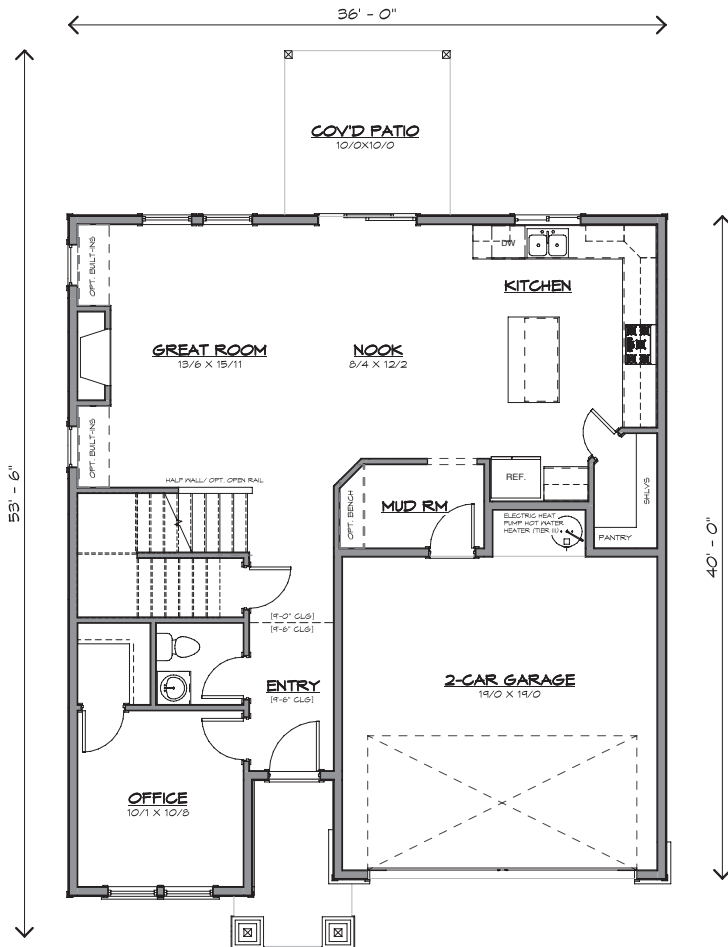 36' - 0"
COV'D PATIO
10/0X10/0
OPT. BUILT-INS
DW
KITCHEN
GREAT ROOM
13/6 X 15/11
NOOK
8/4 X 12/2
53' - 6"
OPT. BUILT-INS
HALF WALL/ OPT. OPEN RAIL
REF.
SHLVS
OPT. BENCH
MUD RM
ELECTRIC HEAT
PUMP HOT WATER
HEATER (TIER III)
PANTRY
40' - 0"
[9'-0" CLG]
[9'-6" CLG]
ENTRY
[9'-6" CLG]
2-CAR GARAGE
19/0 X 19/0
OFFICE
10/1 X 10/8